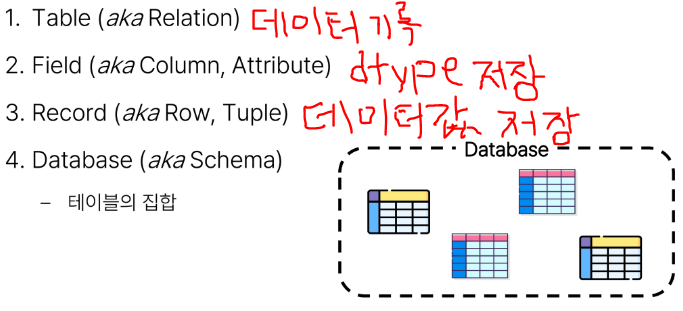 1. Table (aka Relation) 데이터 기록
2. Field (aka Column, Attribute) dtype 저장
3. Record (aka Row, Tuple) 데이터값 저장
4. Database (aka Schema)
– 테이블의 집합
Database